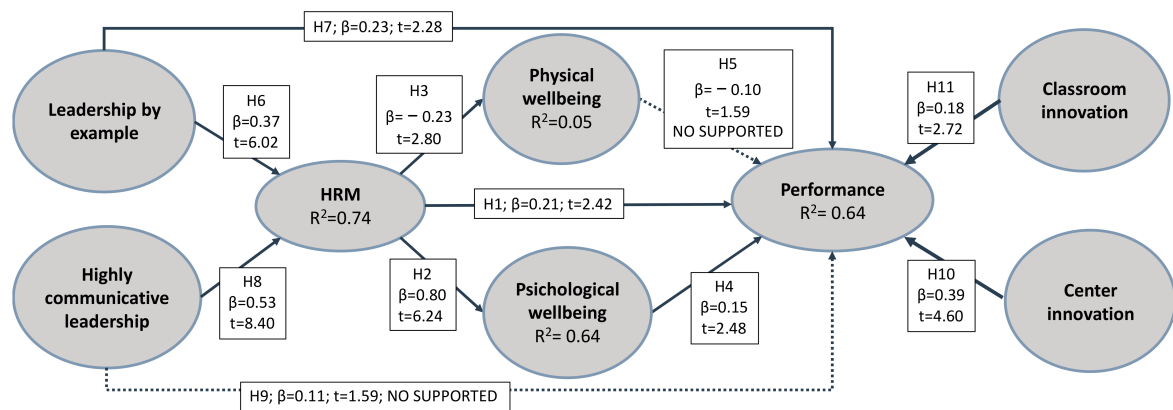 H7; β=0.23; t=2.28
Leadership by
example
H6
β=0.37
t=6.02
H3
β= − 0.23
t=2.80
Physical
wellbeing
R²=0.05
H5
β= − 0.10
t=1.59
NO SUPPORTED
H11
β=0.18
t=2.72
Classroom
innovation
HRM
R²=0.74
H1; β=0.21; t=2.42
Performance
R²= 0.64
Highly
communicative
leadership
H8
β=0.53
t=8.40
H2
β=0.80
t=6.24
Psichological
wellbeing
R²= 0.64
H4
β=0.15
t=2.48
H10
β=0.39
t=4.60
Center
innovation
H9; β=0.11; t=1.59; NO SUPPORTED